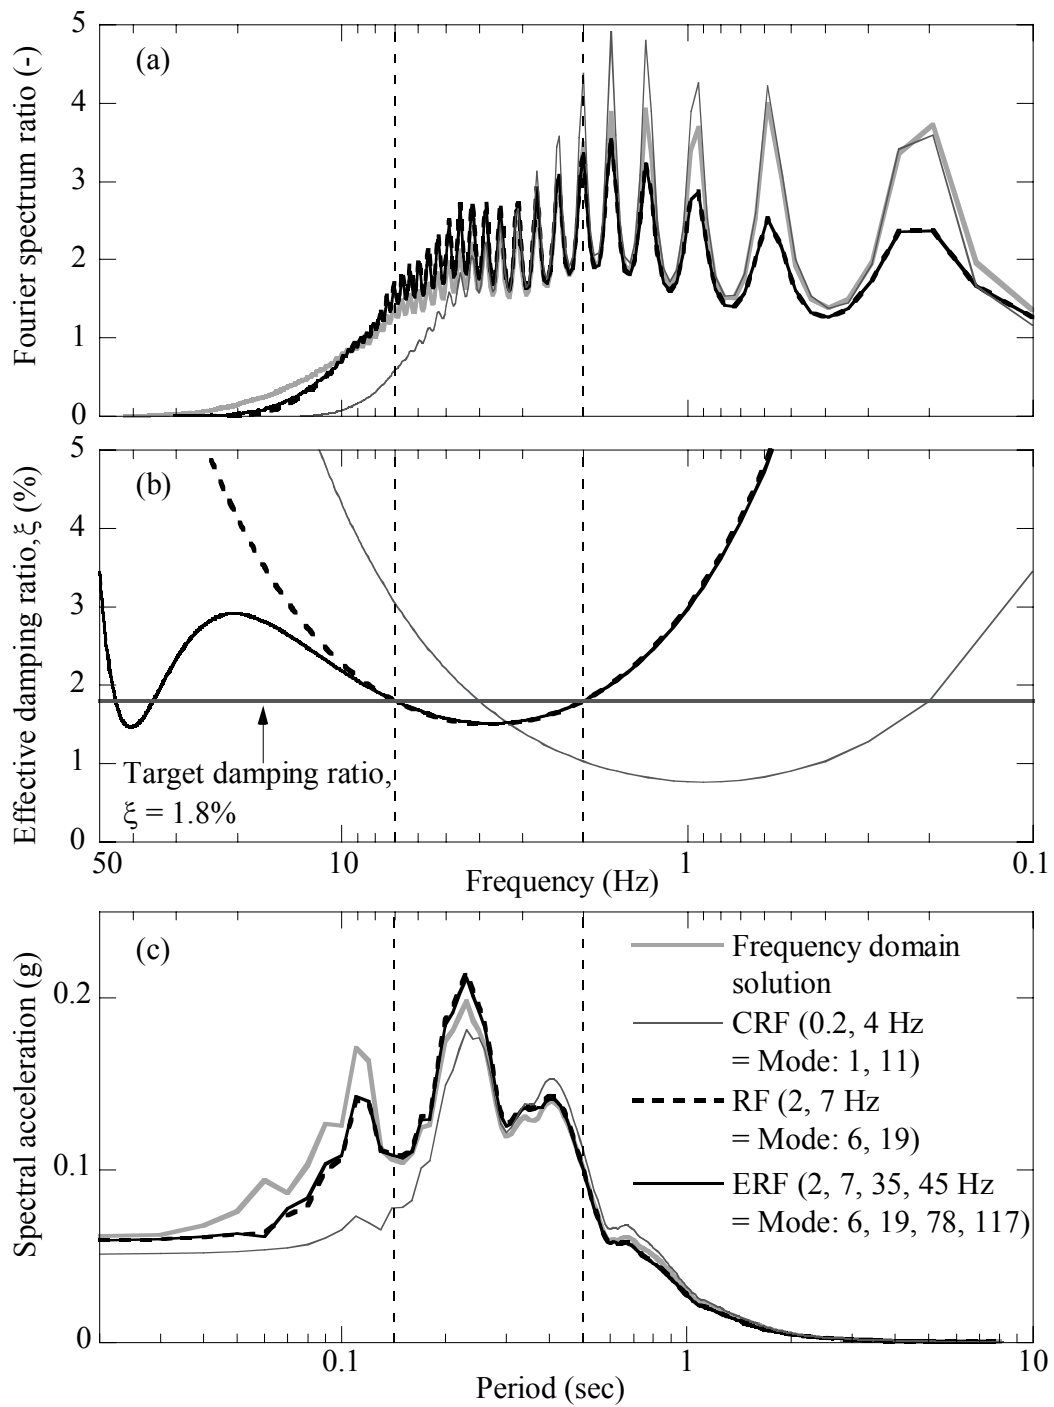 5
4
3
2
1
0
Fourier spectrum ratio (-)
(a)
5
4
3
2
1
0
Effective damping ratio,ξ (%)
(b)
Target damping ratio,
ξ = 1.8%
50
10
1
0.1
Frequency (Hz)
0.2
0.1
0
Spectral acceleration (g)
(c)
Frequency domain
solution
CRF (0.2, 4 Hz
= Mode: 1, 11)
RF (2, 7 Hz
= Mode: 6, 19)
ERF (2, 7, 35, 45 Hz
= Mode: 6, 19, 78, 117)
0.1
1
10
Period (sec)